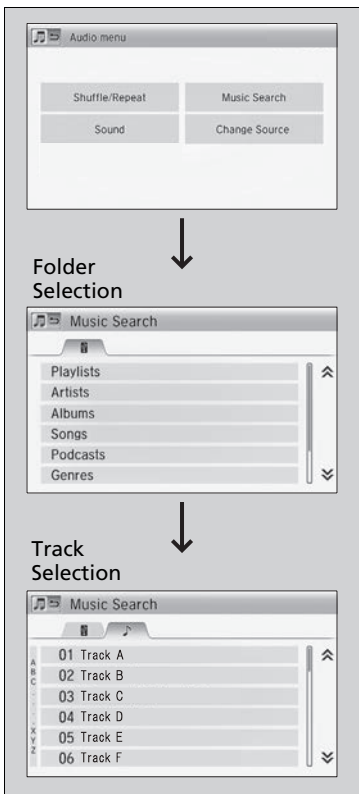 Audio menu
Shuffle/Repeat Music Search
Sound Change Source
Folder
Selection
Music Search
Playlists
Artists
Albums
Songs
Podcasts
Genres
Track
Selection
Music Search
A
B
C
01 Track A
02 Track B
03 Track C
04 Track D
X
Y
Z
05 Track E
06 Track F